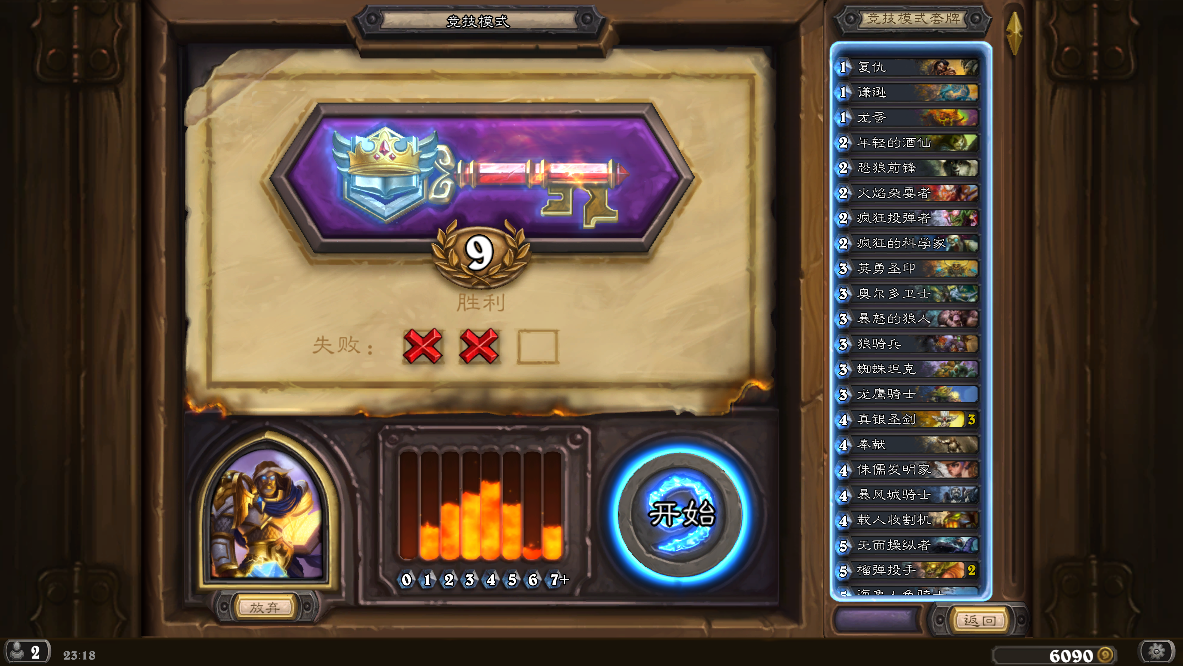 竞技模式
9
胜利
失败：
放弃
0 1 2 3 4 5 6 7+
开始
竞技模式套牌
1 复仇
1 谦逊
1
2 年轻的酒仙
2 恐狼前锋
2 火焰杂耍者
2 疯狂投弹者
2 疯狂的科学家
3 英勇圣印
3 奥尔多卫士
3 暴怒的狼人
3 狼骑兵
3 蜘蛛坦克
3 龙鹰骑士
4 真银圣剑 3
4 奉献
4 侏儒发明家
4 暴风城骑士
4 载人收割机
5 无面操纵者
5 榴弹投手 2
返回
2
23:18
6090